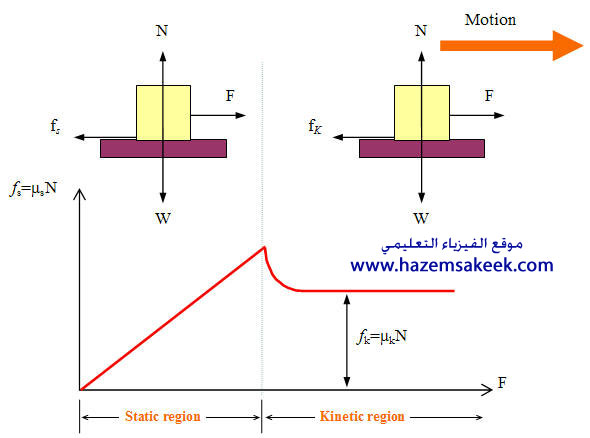 Motion
N
N
F
F
fs
fK
W
W
fs=μsN
موقع الفيزياء التعليمي
www.hazemsakeek.com
fk=μkN
F
Static region
Kinetic region